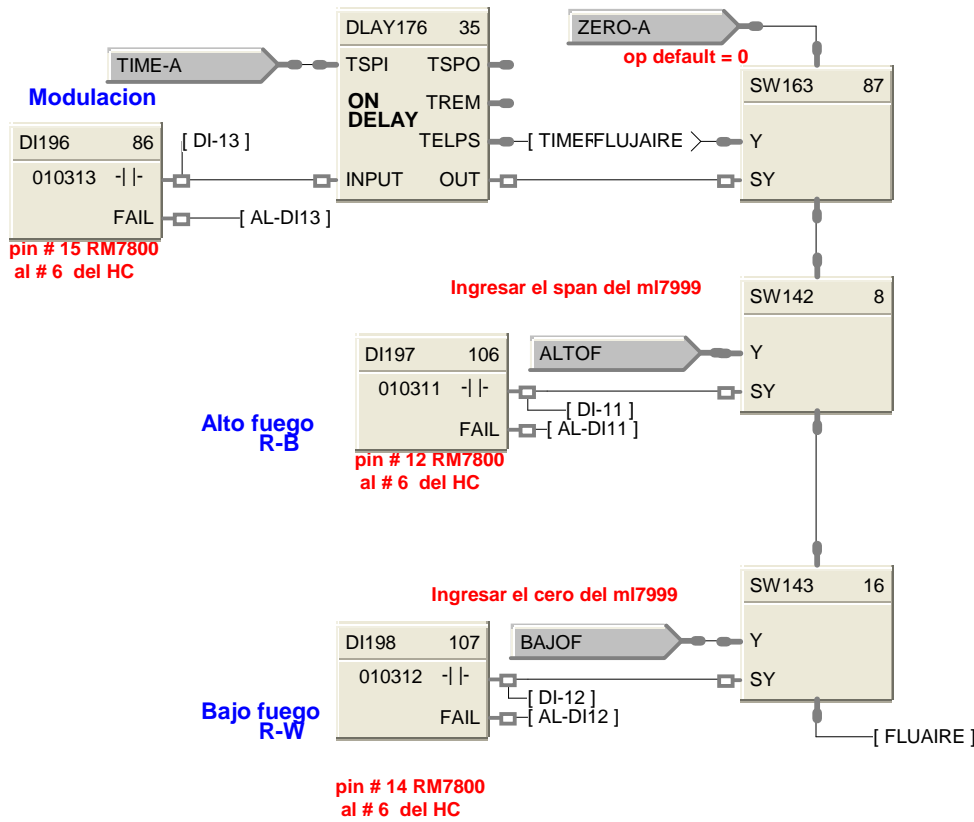 DLAY176 35
ZERO-A
op default = 0
TIME-A
TSPI TSPO
SW163 87
Modulacion
ON
DELAY
TREM
DI196 86
[ DI-13 ]
TELPS
Y
010313 -| |-
INPUT OUT
SY
FAIL
[ AL-DI13 ]
pin # 15 RM7800
al # 6 del HC
Ingresar el span del ml7999
SW142 8
DI197 106
ALTOF
Y
010311 -| |-
SY
[ DI-11 ]
Alto fuego
R-B
FAIL
[ AL-DI11 ]
pin # 12 RM7800
al # 6 del HC
SW143 16
Ingresar el cero del ml7999
DI198 107
BAJOF
Y
010312 -| |-
SY
[ DI-12 ]
Bajo fuego
R-W
FAIL
[ AL-DI12 ]
[ FLUAIRE ]
pin # 14 RM7800
al # 6 del HC